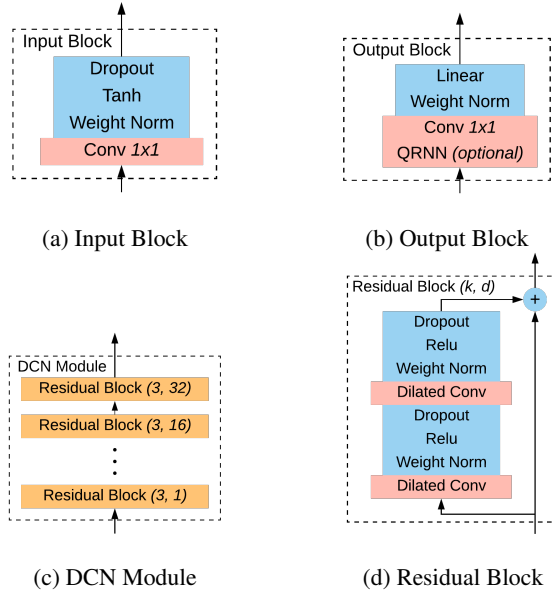 Input Block
Dropout
Tanh
Weight Norm
Conv 1x1
(a) Input Block
Output Block
Linear
Weight Norm
Conv 1x1
QRNN (optional)
(b) Output Block
DCN Module
Residual Block (3, 32)
Residual Block (3, 16)
Residual Block (3, 1)
(c) DCN Module
Residual Block (k, d)
+
Dropout
Relu
Weight Norm
Dilated Conv
Dropout
Relu
Weight Norm
Dilated Conv
(d) Residual Block